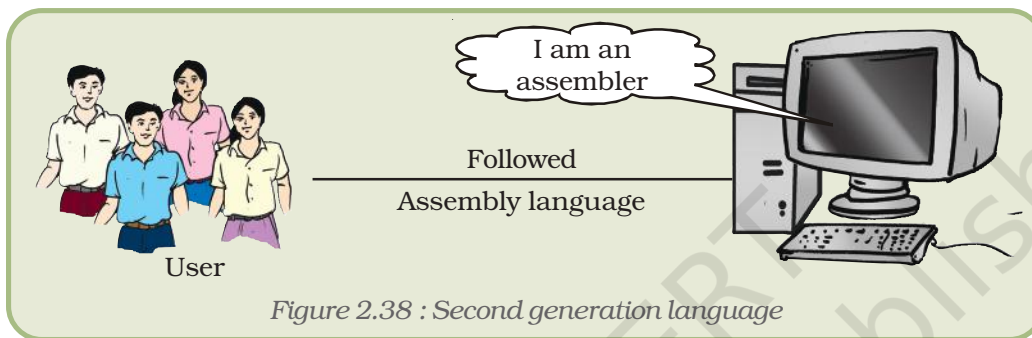 I am an
assembler
Followed
Assembly language
User
Figure 2.38 : Second generation language